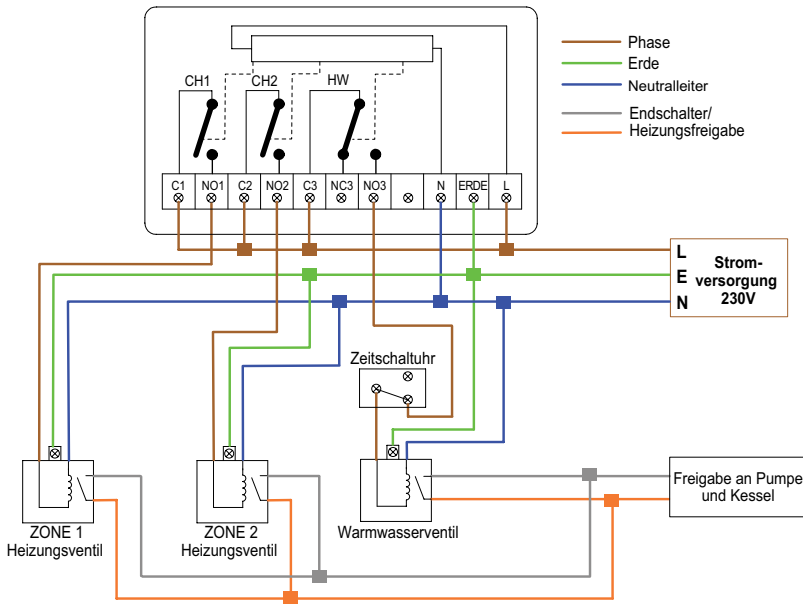 CH1 CH2 HW
C1 NO1 C2 NO2 C3 NC3 NO3 N ERDE L
Phase
Erde
Neutralleiter
Endschalter/
Heizungsfreigabe
L
E
N
Strom-
versorgung
230V
Zeitschaltuhr
ZONE 1
Heizungsventil
ZONE 2
Heizungsventil
Warmwasserventil
Freigabe an Pumpe
und Kessel